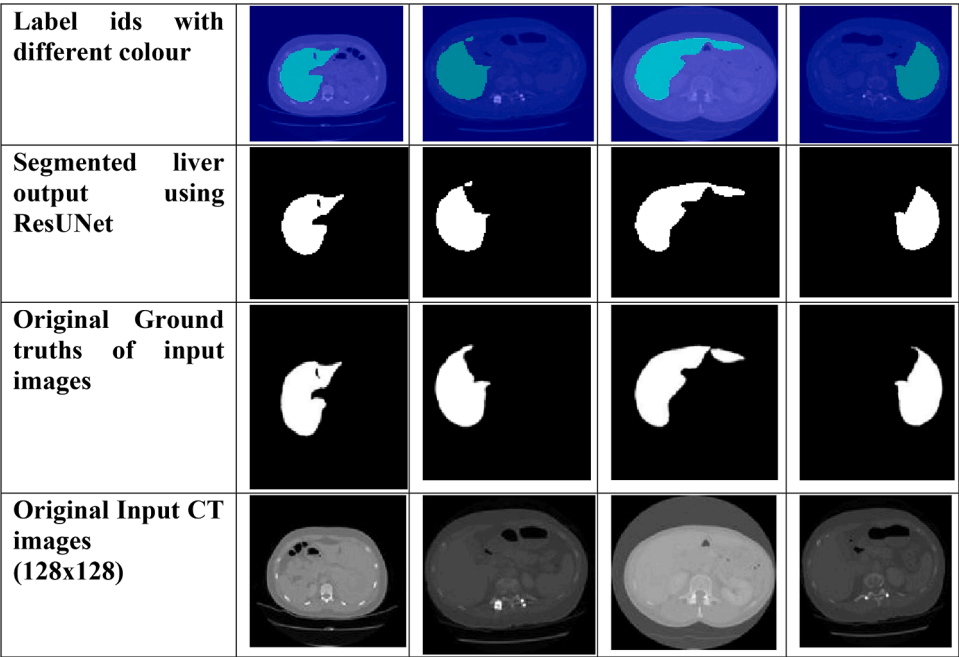 Label ids with
different colour
Segmented liver
output using
ResUNet
Original Ground
truths of input
images
Original Input CT
images
(128x128)